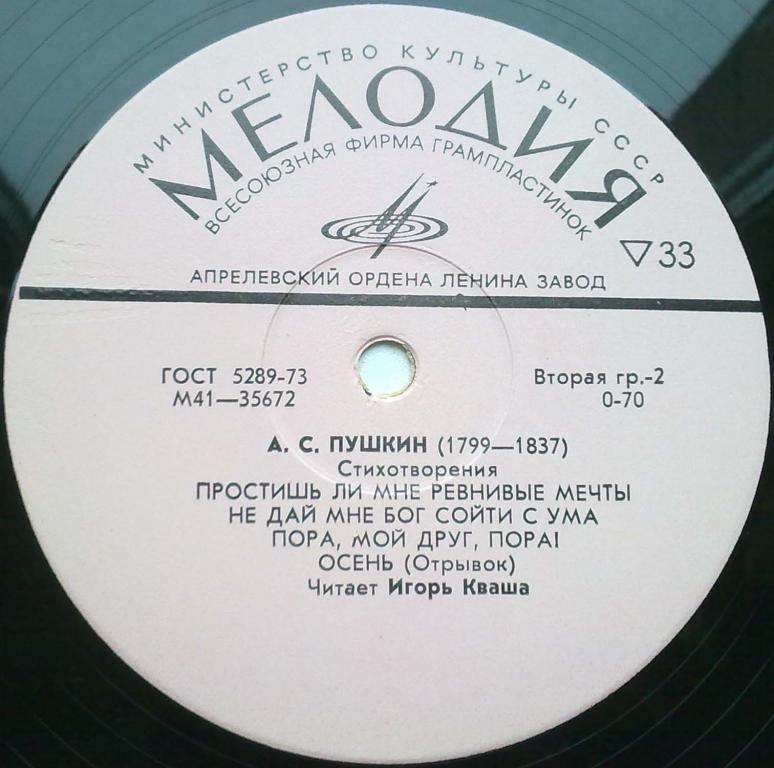 МИНИСТЕРСТВО КУЛЬТУРЫ СССР
МЕЛОДИЯ
ВСЕСОЮЗНАЯ ФИРМА ГРАМПЛАСТИНОК
▽33
АПРЕЛЕВСКИЙ ОРДЕНА ЛЕНИНА ЗАВОД
ГОСТ 5289-73
М41—35672
Вторая гр.-2
0-70
А. С. ПУШКИН (1799—1837)
Стихотворения
ПРОСТИШЬ ЛИ МНЕ РЕВНИВЫЕ МЕЧТЫ
НЕ ДАЙ МНЕ БОГ СОЙТИ С УМА
ПОРА, МОЙ ДРУГ, ПОРА!
ОСЕНЬ (Отрывок)
Читает Игорь Кваша